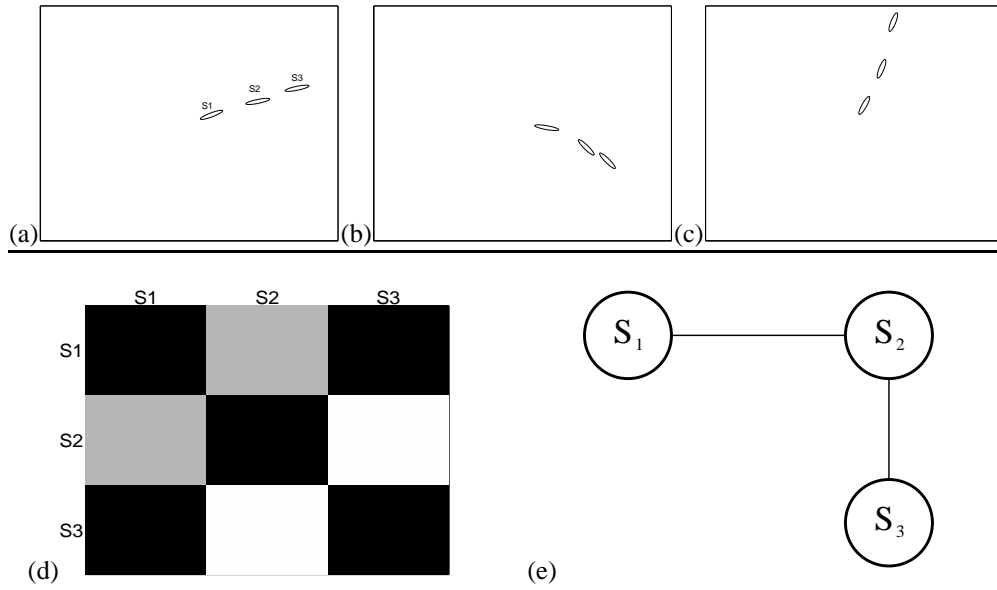 S1 S2 S3
(a) (b) (c)
S1 S2 S3
S1
S2
S3
(d)
S₁ S₂
S₃
(e)